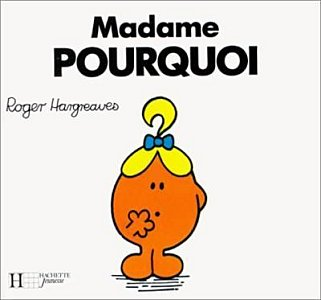 Madame
POURQUOI
Roger Hargreaves
?
H HACHETTE
Jeunesse